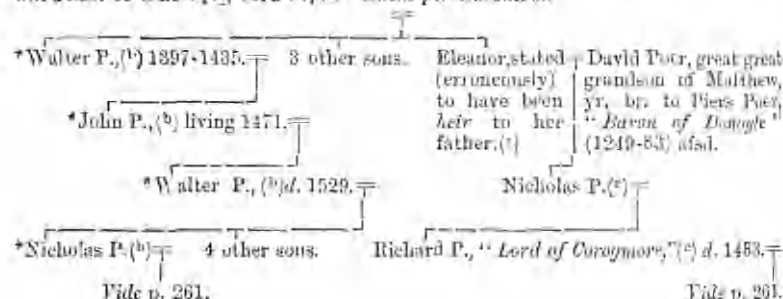 *Walter P.,(b) 1397-1435. 3 other sons. Eleanor, stated David Poer, great great
(erroneously) grandson of Matthew,
to have been yr. br. to Piers Poer,
*John P.,(b) living 1471. heir to her "Baron of Donoyle"
father.(c) (1249-83) afsd.
*Walter P.,(b) d. 1529. Nicholas P.(c)
*Nicholas P.(b) 4 other sons. Richard P., "Lord of Coroymore,"(c) d. 1483.
Vide p. 261. Vide p. 261.